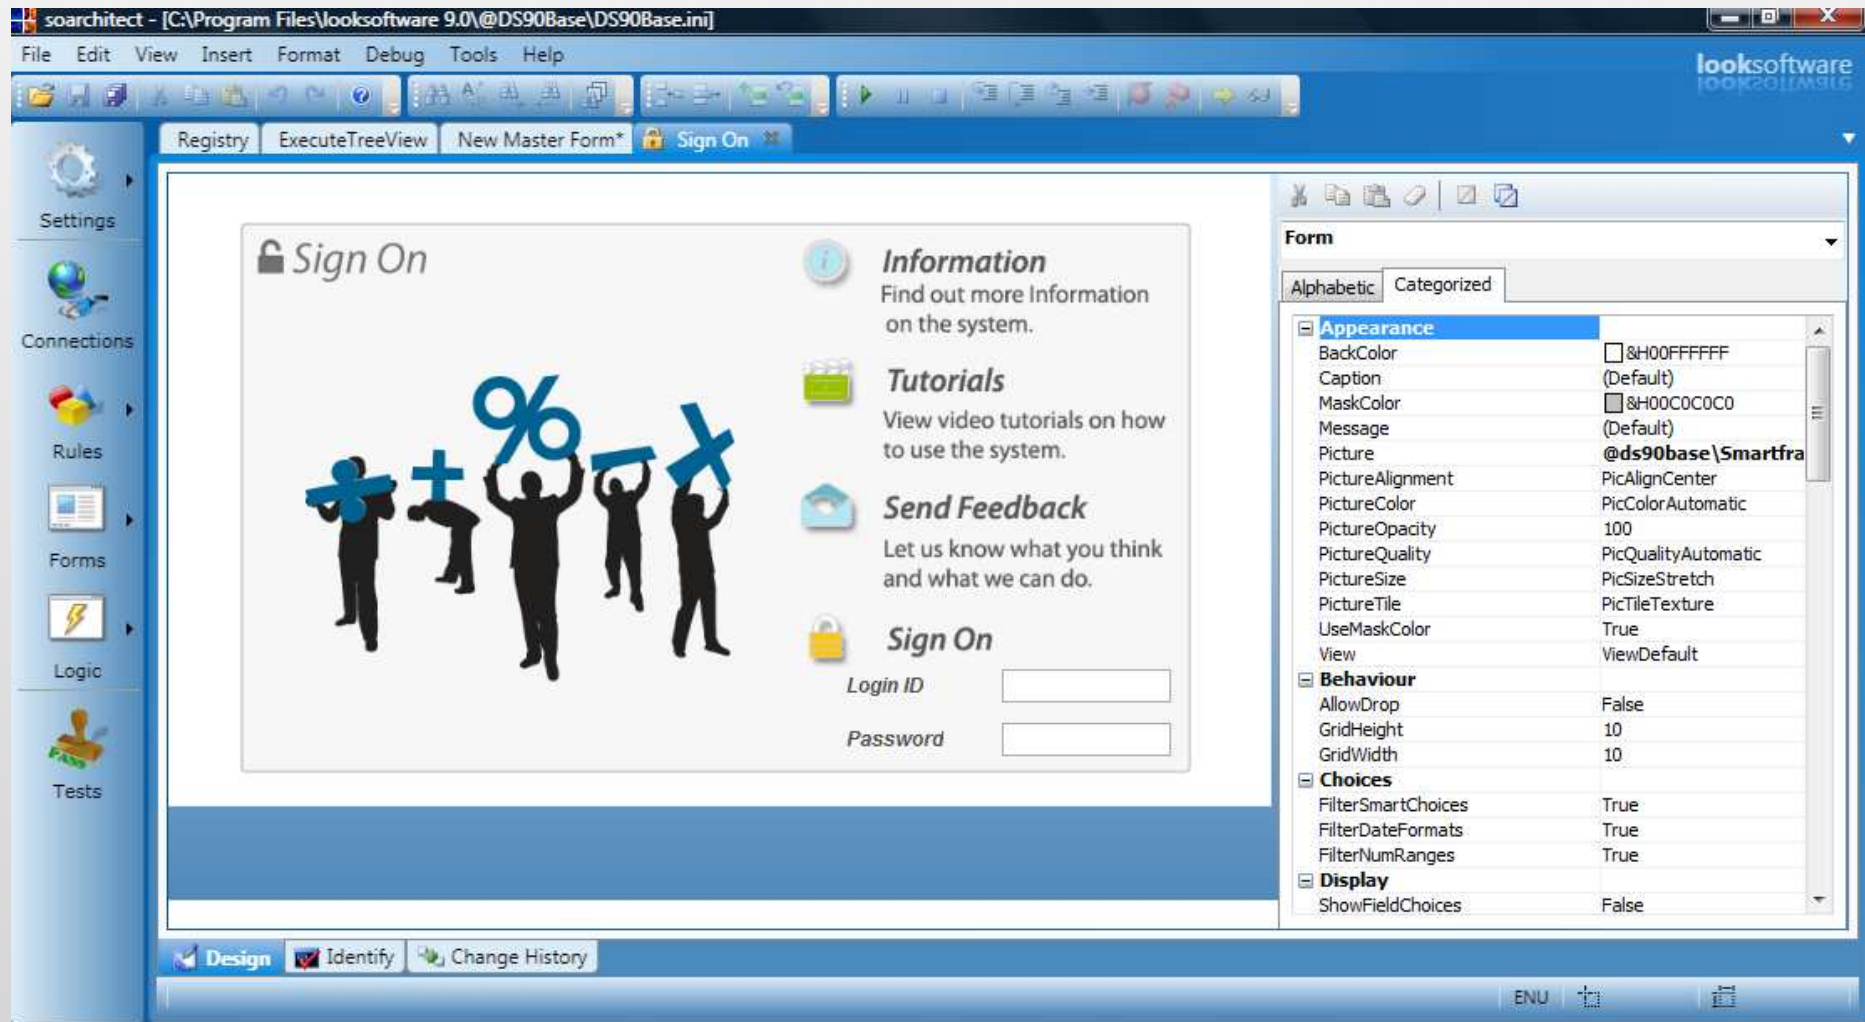 soarchitect - [C:\Program Files\looksoftware 9.0\@DS90Base\DS90Base.ini]
File Edit View Insert Format Debug Tools Help
looksoftware
Registry ExecuteTreeView New Master Form* Sign On
Settings
Connections
Rules
Forms
Logic
PASS
Tests
Sign On
Information
Find out more Information
on the system.
Tutorials
View video tutorials on how
to use the system.
Send Feedback
Let us know what you think
and what we can do.
Sign On
Login ID
Password
Form
Alphabetic Categorized
Appearance
BackColor &H00FFFFFF
Caption (Default)
MaskColor &H00C0C0C0
Message (Default)
Picture @ds90base\Smartfra
PictureAlignment PicAlignCenter
PictureColor PicColorAutomatic
PictureOpacity 100
PictureQuality PicQualityAutomatic
PictureSize PicSizeStretch
PictureTile PicTileTexture
UseMaskColor True
View ViewDefault
Behaviour
AllowDrop False
GridHeight 10
GridWidth 10
Choices
FilterSmartChoices True
FilterDateFormats True
FilterNumRanges True
Display
ShowFieldChoices False
Design Identify Change History
ENU